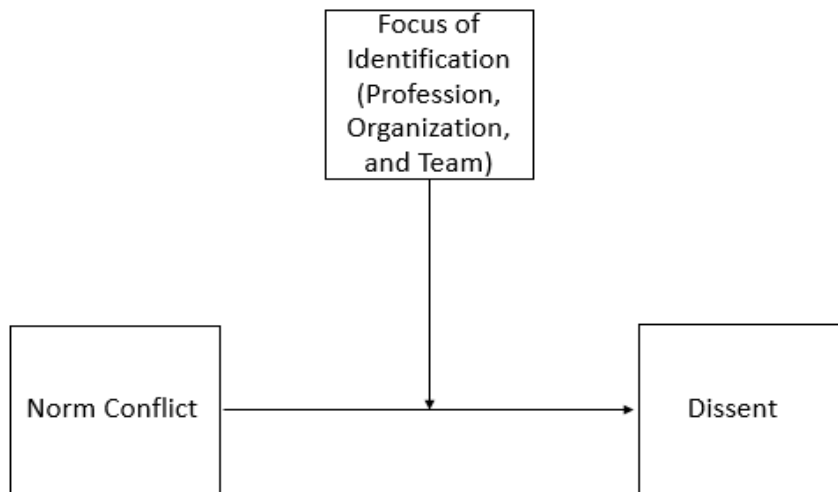 Focus of
Identification
(Profession,
Organization,
and Team)
Norm Conflict
Dissent